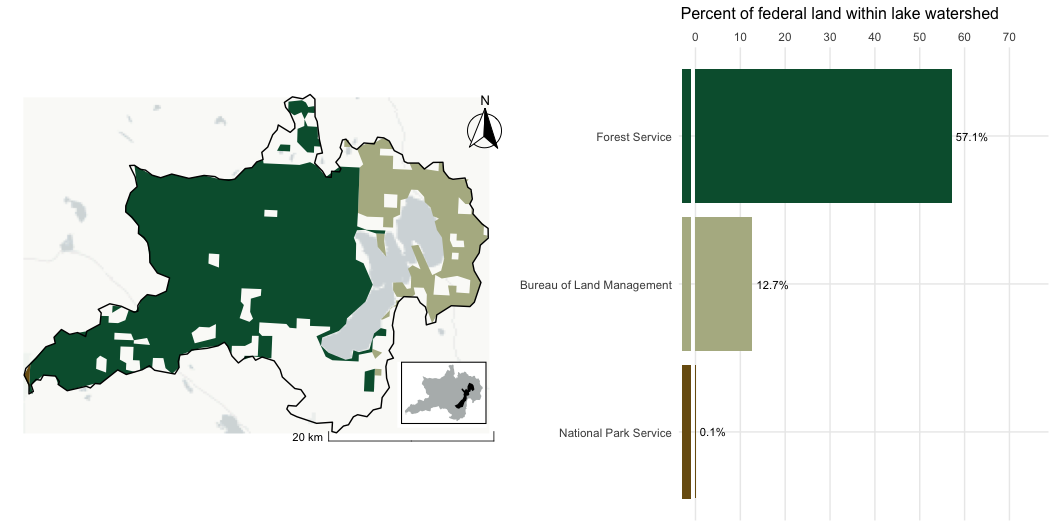 Percent of federal land within lake watershed
0 10 20 30 40 50 60 70
N
Forest Service 57.1%
Bureau of Land Management 12.7%
National Park Service 0.1%
20 km